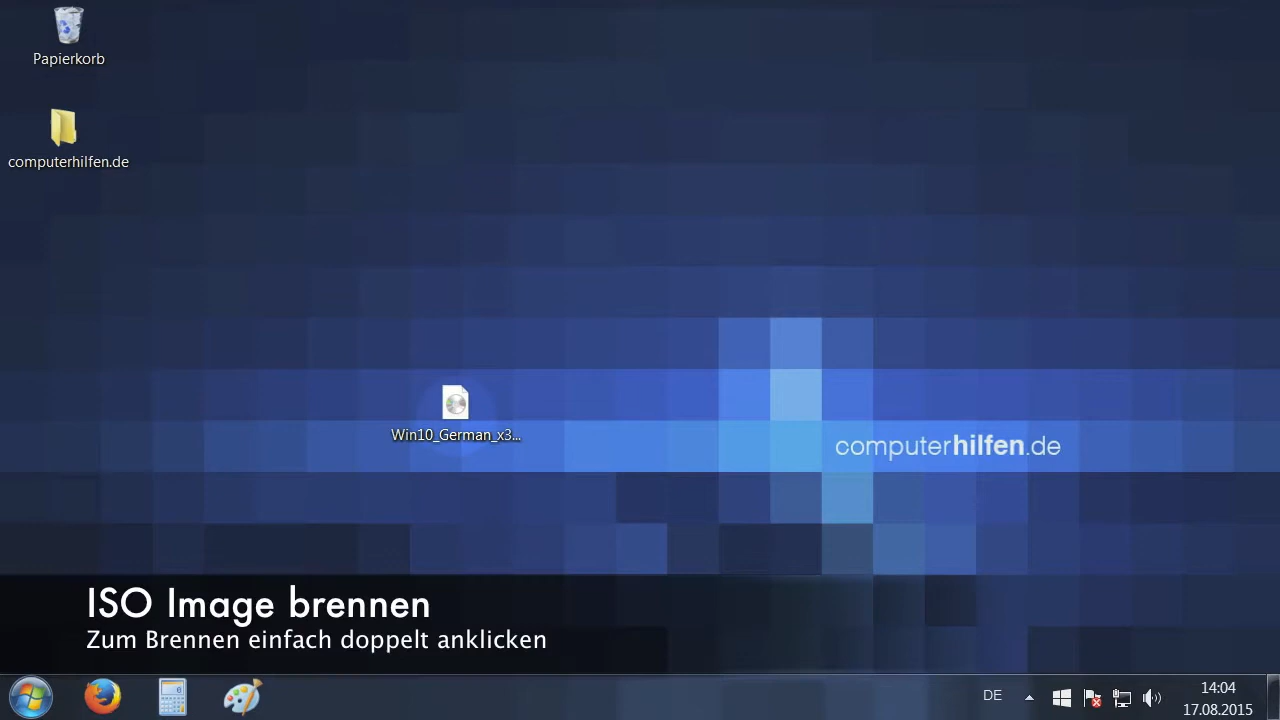 Papierkorb
computerhilfen.de
Win10_German_x3...
computerhilfen.de
ISO Image brennen
Zum Brennen einfach doppelt anklicken
DE
14:04
17.08.2015